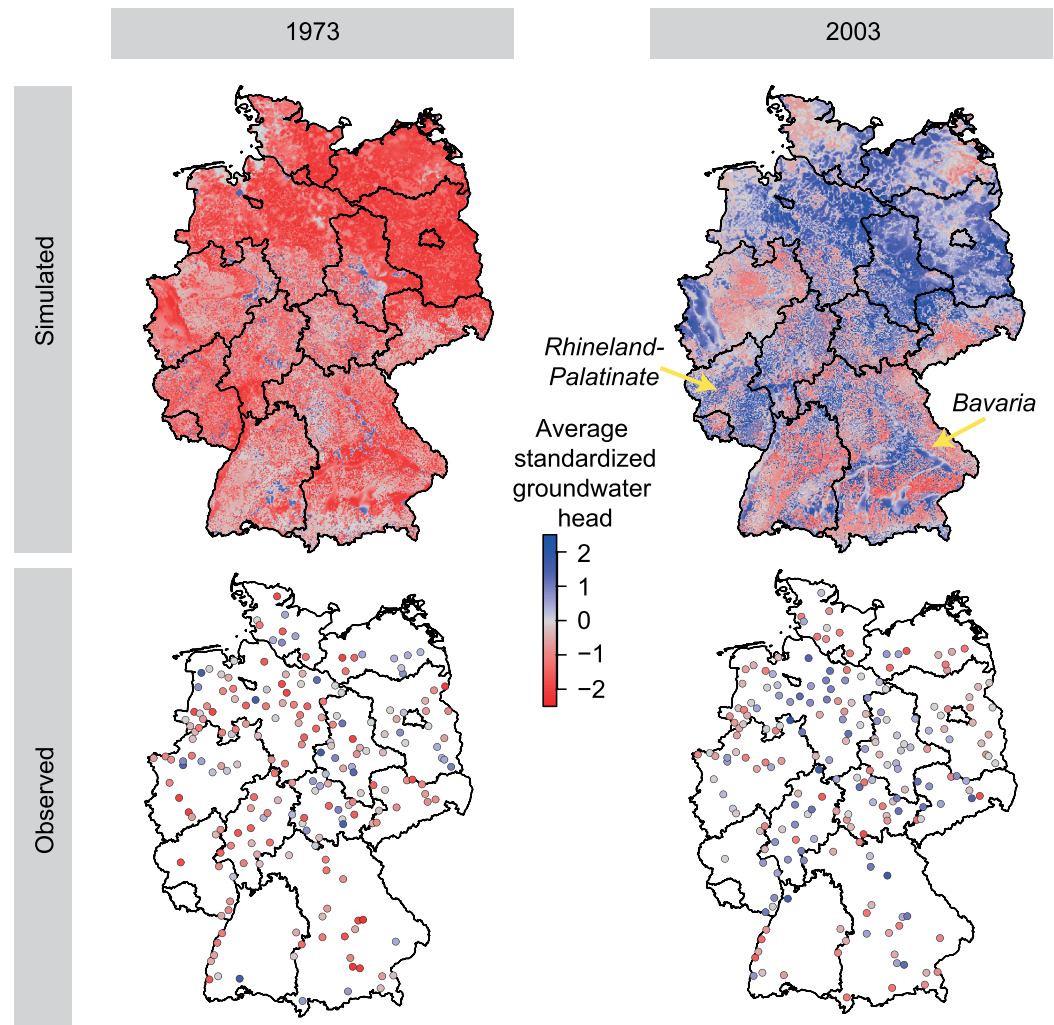 1973
2003
Simulated
Rhineland-
Palatinate
Bavaria
Average
standardized
groundwater
head
2
1
0
−1
−2
Observed